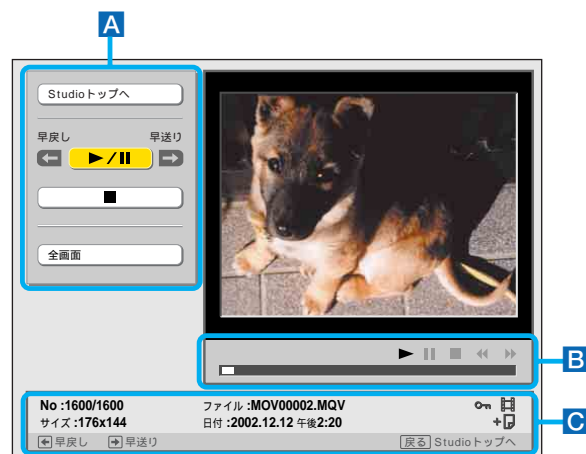 A
Studioトップへ
早戻し 早送り
全画面
B
No :1600/1600 ファイル :MOV00002.MQV
サイズ :176x144 日付 :2002.12.12 午後2:20
早戻し 早送り 戻る Studioトップへ
C